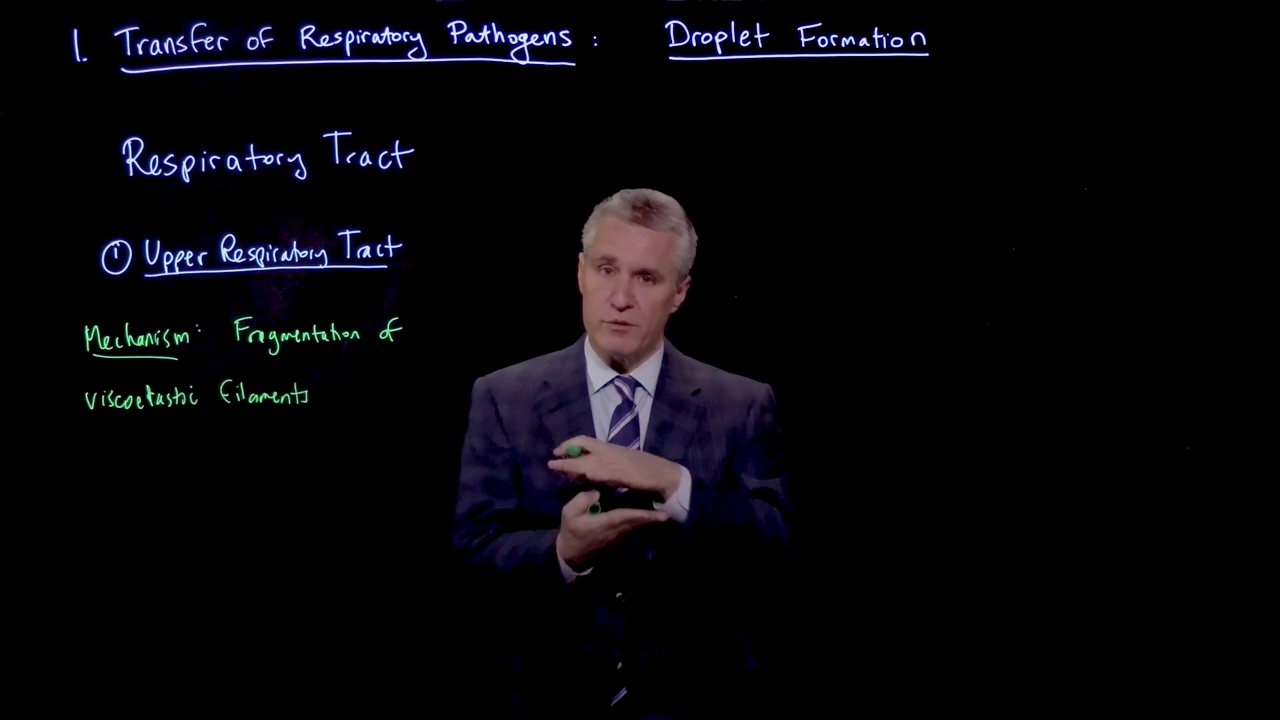 1. Transfer of Respiratory Pathogens : Droplet Formation
Respiratory Tract
① Upper Respiratory Tract
Mechanism: Fragmentation of
viscoelastic filaments